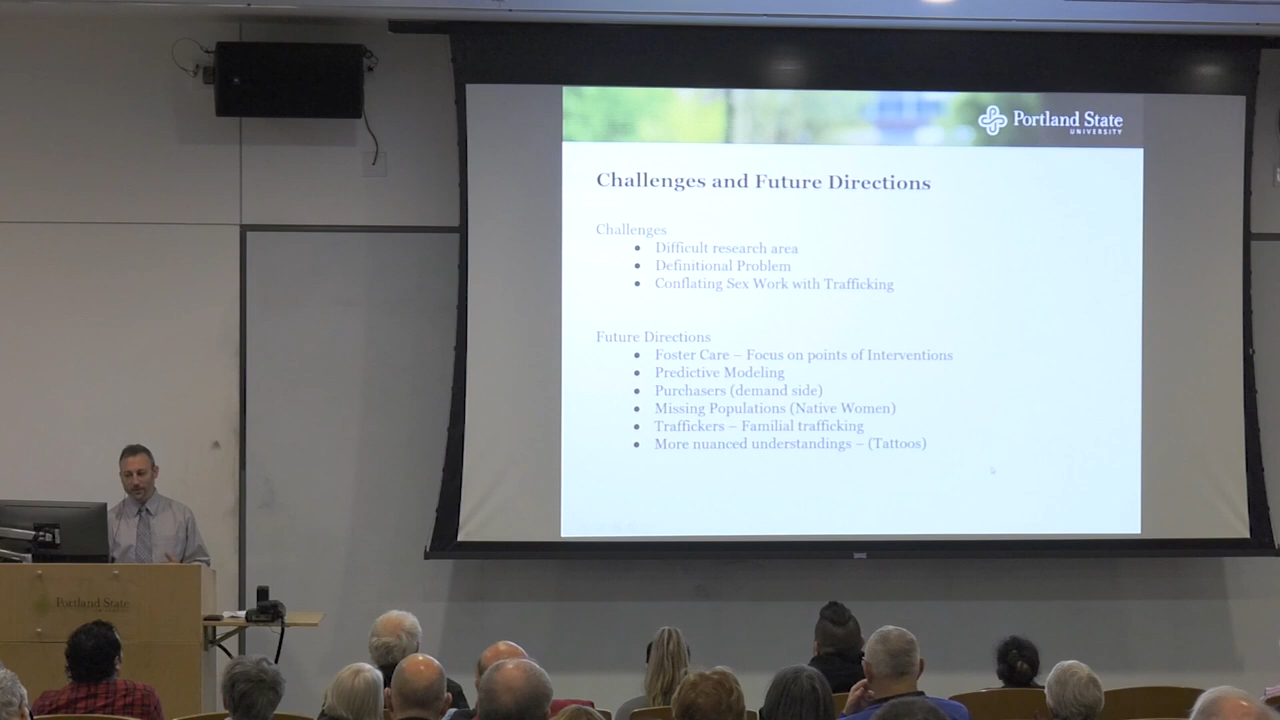 Portland State
UNIVERSITY
Challenges and Future Directions
Challenges
• Difficult research area
• Definitional Problem
• Conflating Sex Work with Trafficking
Future Directions
• Foster Care – Focus on points of Interventions
• Predictive Modeling
• Purchasers (demand side)
• Missing Populations (Native Women)
• Traffickers – Familial trafficking
• More nuanced understandings – (Tattoos)
Portland State
UNIVERSITY